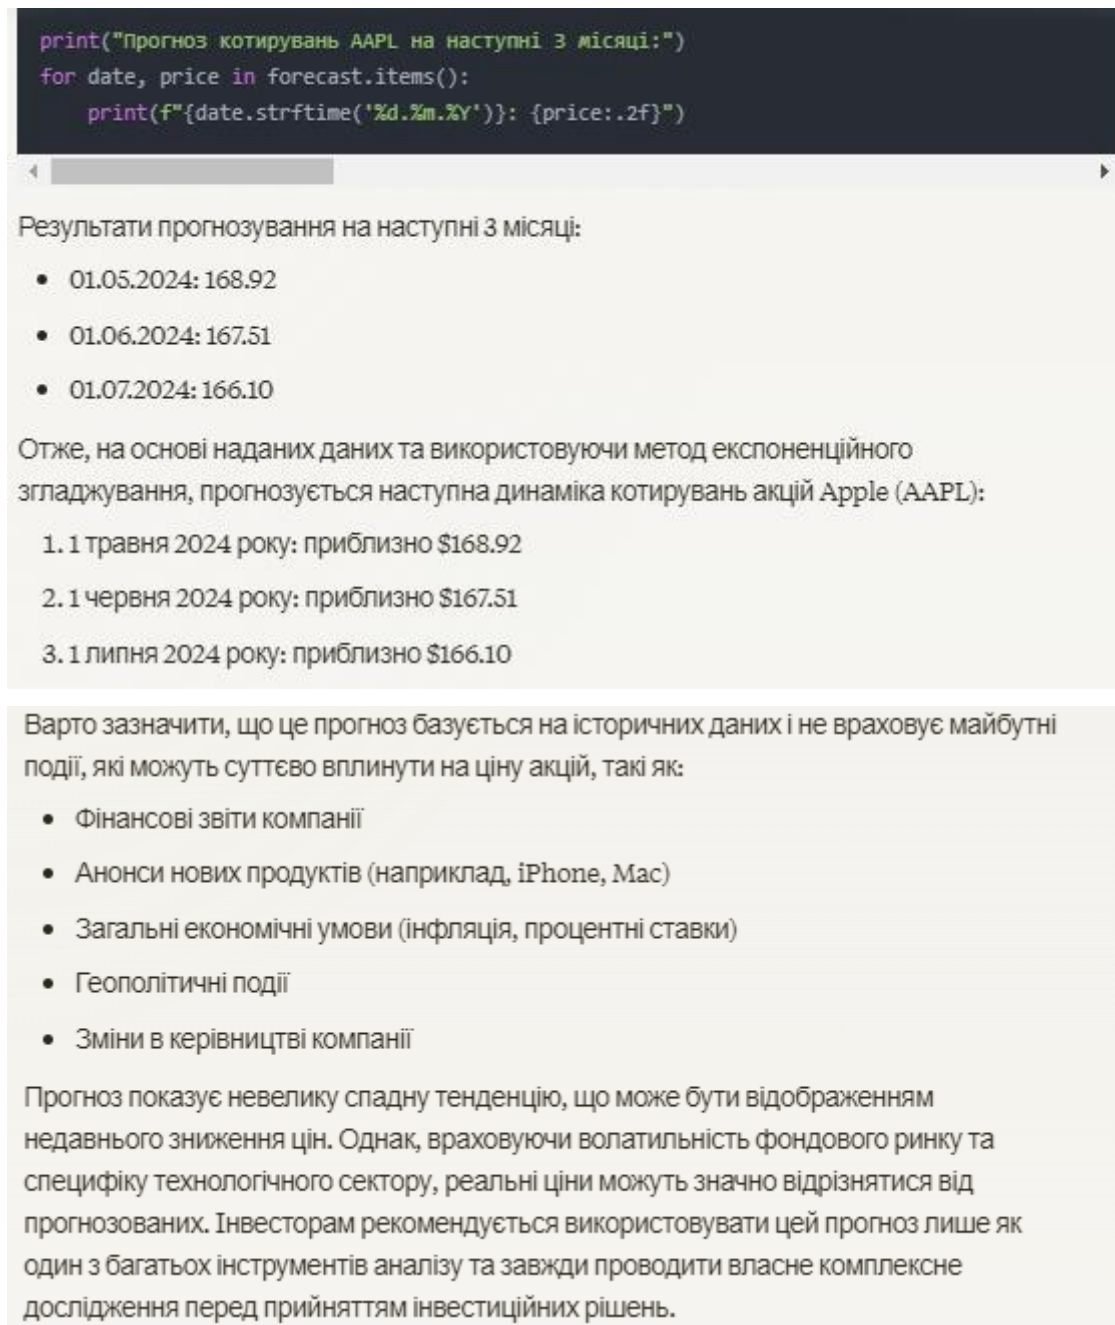 print("Прогноз котирувань AAPL на наступні 3 місяці:")
for date, price in forecast.items():
    print(f"{date.strftime('%d.%m.%Y')}: {price:.2f}")
Результати прогнозування на наступні 3 місяці:
• 01.05.2024: 168.92
• 01.06.2024: 167.51
• 01.07.2024: 166.10
Отже, на основі наданих даних та використовуючи метод експоненційного
згладжування, прогнозується наступна динаміка котирувань акцій Apple (AAPL):
1. 1 травня 2024 року: приблизно $168.92
2. 1 червня 2024 року: приблизно $167.51
3. 1 липня 2024 року: приблизно $166.10
Варто зазначити, що це прогноз базується на історичних даних і не враховує майбутні
події, які можуть суттєво вплинути на ціну акцій, такі як:
• Фінансові звіти компанії
• Анонси нових продуктів (наприклад, iPhone, Mac)
• Загальні економічні умови (інфляція, процентні ставки)
• Геополітичні події
• Зміни в керівництві компанії
Прогноз показує невелику спадну тенденцію, що може бути відображенням
недавнього зниження цін. Однак, враховуючи волатильність фондового ринку та
специфіку технологічного сектору, реальні ціни можуть значно відрізнятися від
прогнозованих. Інвесторам рекомендується використовувати цей прогноз лише як
один з багатьох інструментів аналізу та завжди проводити власне комплексне
дослідження перед прийняттям інвестиційних рішень.